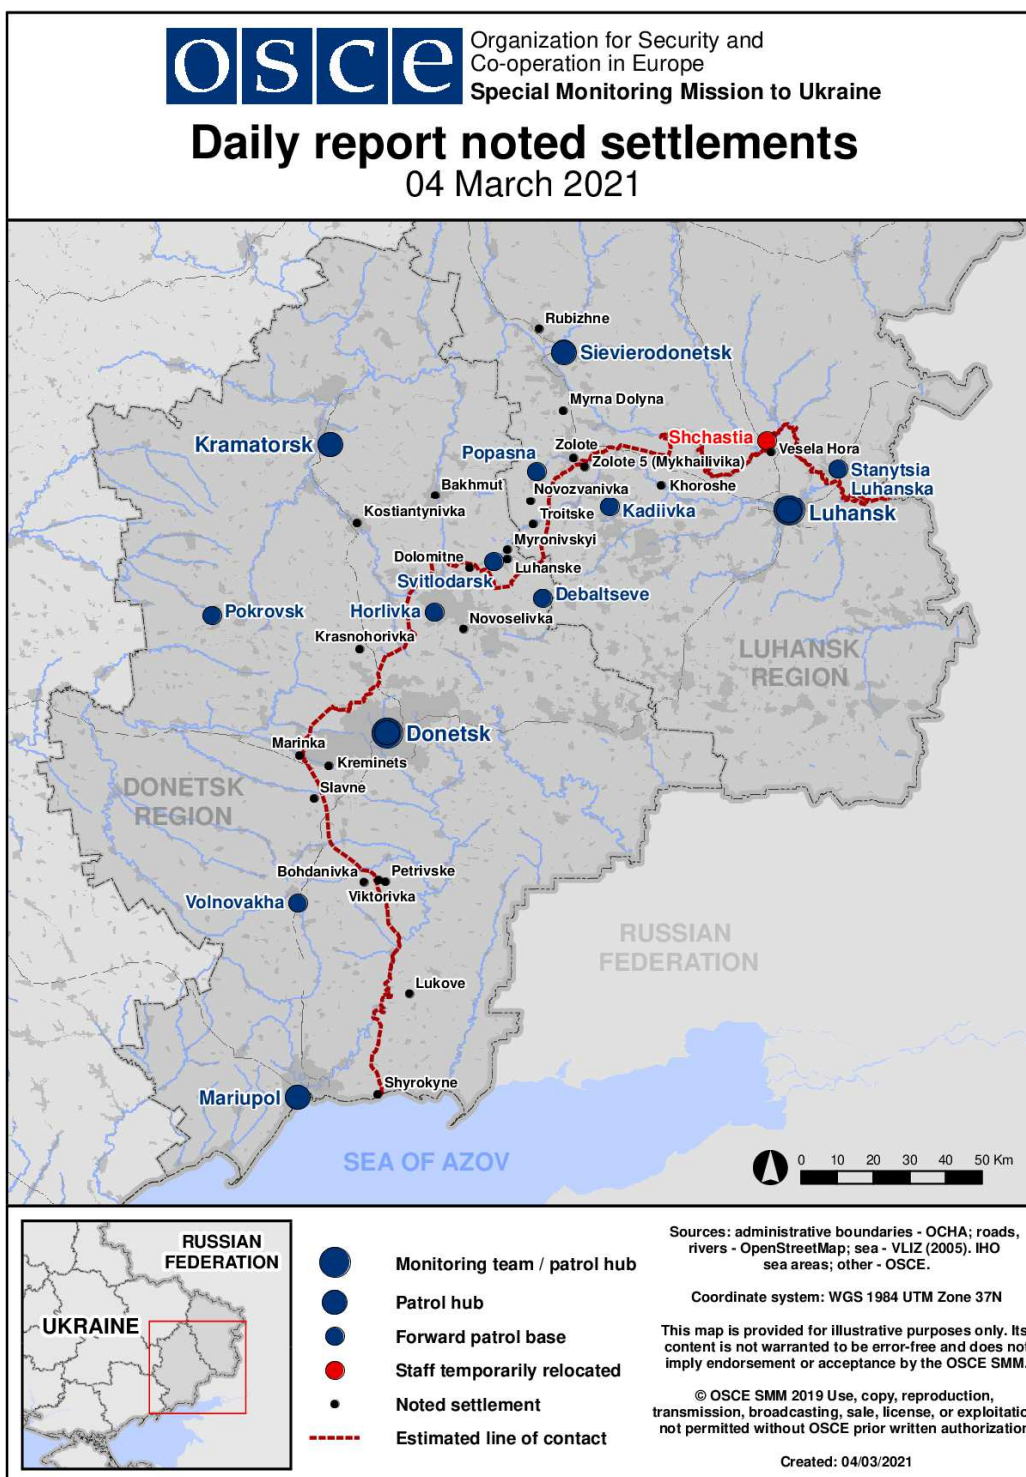 osce
Organization for Security and
Co-operation in Europe
Special Monitoring Mission to Ukraine
Daily report noted settlements
04 March 2021
Rubizhne
Sievierodonetsk
Myrna Dolyna
Kramatorsk
Shchastia
Zolote
Vesela Hora
Popasna
Zolote 5 (Mykhailivika)
Stanytsia
Luhanska
Bakhmut
Novozvanivka
Khoroshe
Kostiantynivka
Troitske
Kadiivka
Luhansk
Myronivskyi
Dolomitne
Luhanske
Svitlodarsk
Debaltseve
Pokrovsk
Horlivka
Novoselivka
Krasnohorivka
LUHANSK
REGION
Donetsk
Marinka
Kreminets
DONETSK
REGION
Slavne
Bohdanivka
Petrivske
Viktorivka
Volnovakha
RUSSIAN
FEDERATION
Lukove
Shyrokyne
Mariupol
SEA OF AZOV
0 10 20 30 40 50 Km
RUSSIAN
FEDERATION
UKRAINE
Monitoring team / patrol hub
Patrol hub
Forward patrol base
Staff temporarily relocated
Noted settlement
Estimated line of contact
Sources: administrative boundaries - OCHA; roads,
rivers - OpenStreetMap; sea - VLIZ (2005). IHO
sea areas; other - OSCE.
Coordinate system: WGS 1984 UTM Zone 37N
This map is provided for illustrative purposes only. Its
content is not warranted to be error-free and does not
imply endorsement or acceptance by the OSCE SMM.
© OSCE SMM 2019 Use, copy, reproduction,
transmission, broadcasting, sale, license, or exploitatio
not permitted without OSCE prior written authorization
Created: 04/03/2021